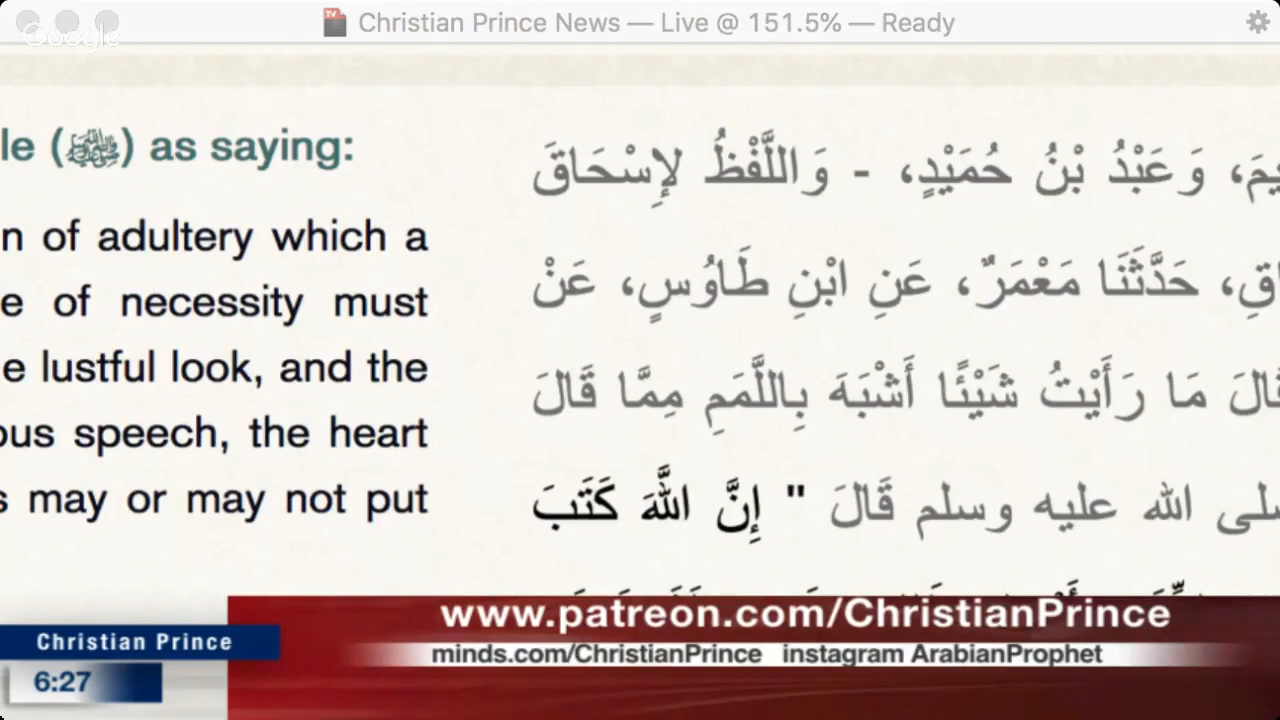 Christian Prince News — Live @ 151.5% — Ready
Google
le (ﷺ) as saying:
n of adultery which a
e of necessity must
e lustful look, and the
ous speech, the heart
s may or may not put
يمَ، وَعَبْدُ بْنُ حُمَيْدٍ، - وَاللَّفْظُ لإِسْحَاقَ
اقِ، حَدَّثَنَا مَعْمَرٌ، عَنِ ابْنِ طَاوُسٍ، عَنْ
قَالَ مَا رَأَيْتُ شَيْئًا أَشْبَهَ بِاللَّمَمِ مِمَّا قَالَ
صلى الله عليه وسلم قَالَ " إِنَّ اللَّهَ كَتَبَ
www.patreon.com/ChristianPrince
minds.com/ChristianPrince instagram ArabianProphet
Christian Prince
6:27